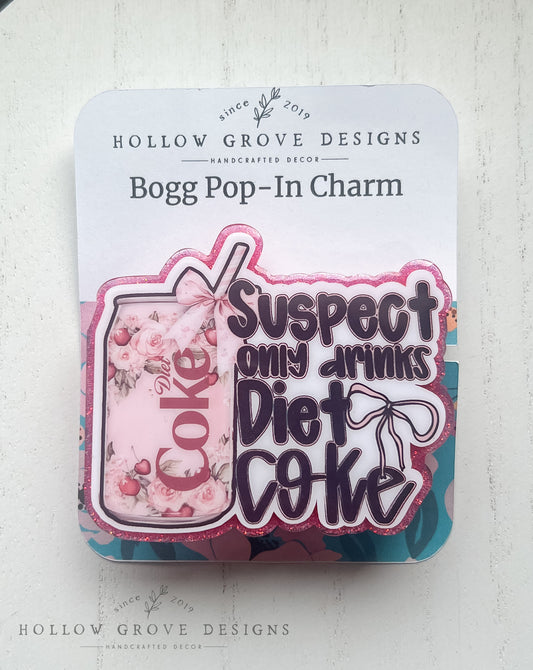 since 2019
HOLLOW GROVE DESIGNS
HANDCRAFTED DECOR
Bogg Pop-In Charm
Diet
Coke
Suspect
only drinks
Diet
Coke
since 2019
HOLLOW GROVE DESIGNS
HANDCRAFTED DECOR